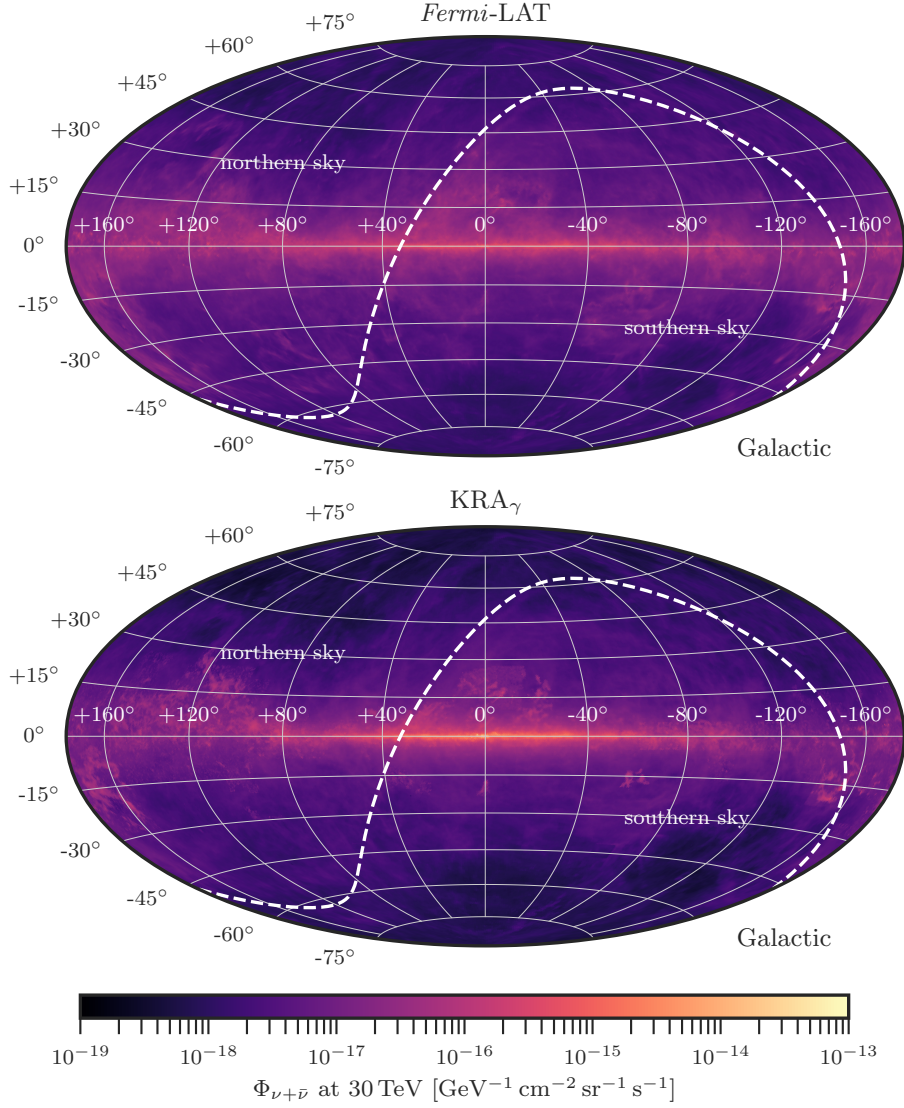 Fermi-LAT
+75°
+60°
+45°
+30°
northern sky
+15°
+160° +120° +80° +40 0° -40° -80° -120° -160°
0°
-15°
southern sky
-30°
-45°
-60°
Galactic
-75°
KRAγ
+75°
+60°
+45°
+30°
northern sky
+15°
+160° +120° +80° +40 0° -40° -80° -120° -160°
0°
-15°
southern sky
-30°
-45°
-60°
Galactic
-75°
10⁻¹⁹ 10⁻¹⁸ 10⁻¹⁷ 10⁻¹⁶ 10⁻¹⁵ 10⁻¹⁴ 10⁻¹³
Φν+ν̄ at 30 TeV [GeV⁻¹ cm⁻² sr⁻¹ s⁻¹]